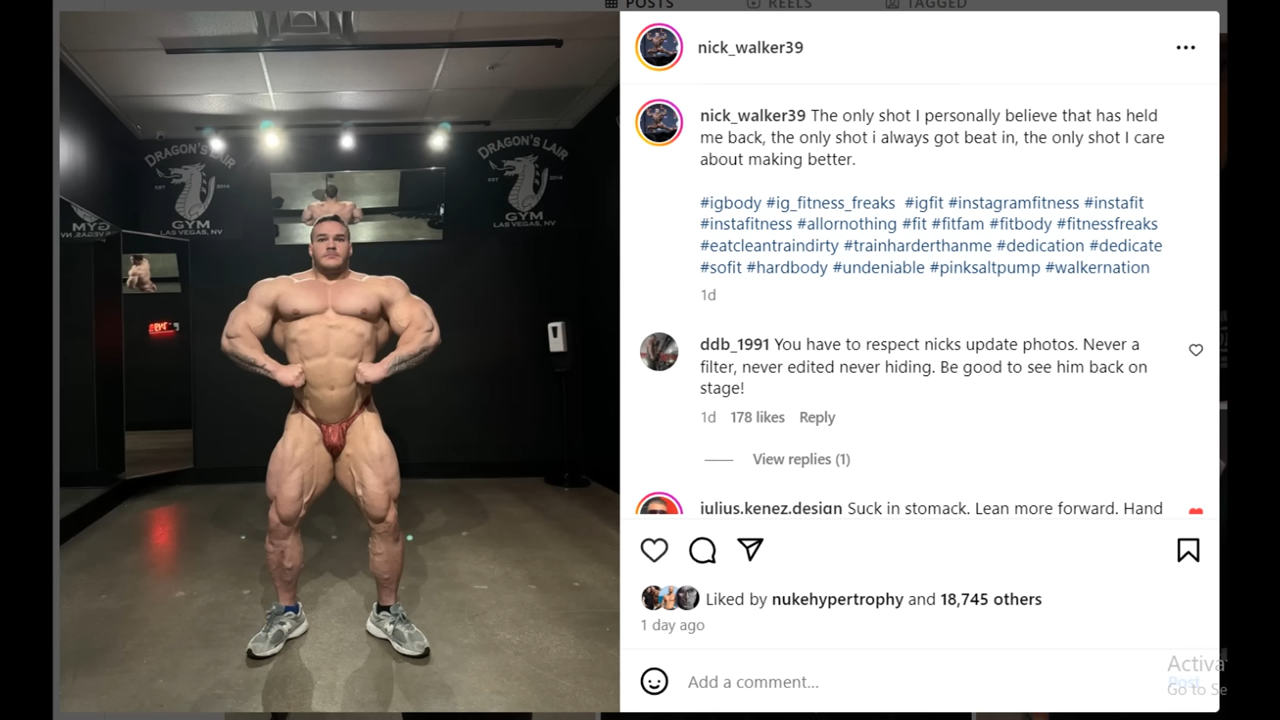 POSTS REELS TAGGED
nick_walker39
nick_walker39 The only shot I personally believe that has held
me back, the only shot i always got beat in, the only shot I care
about making better.
#igbody #ig_fitness_freaks #igfit #instagramfitness #instafit
#instafitness #allornothing #fit #fitfam #fitbody #fitnessfreaks
#eatcleantraindirty #trainharderthanme #dedication #dedicate
#sofit #hardbody #undeniable #pinksaltpump #walkernation
1d
ddb_1991 You have to respect nicks update photos. Never a
filter, never edited never hiding. Be good to see him back on
stage!
1d 178 likes Reply
View replies (1)
iulius.kenez.design Suck in stomack. Lean more forward. Hand
Liked by nukehypertrophy and 18,745 others
1 day ago
Add a comment...
Post
Activa
Go to Se
DRAGON'S LAIR
EST 2014
GYM
LAS VEGAS, NV
DRAGON'S LAIR
EST 2014
GYM
LAS VEGAS, NV